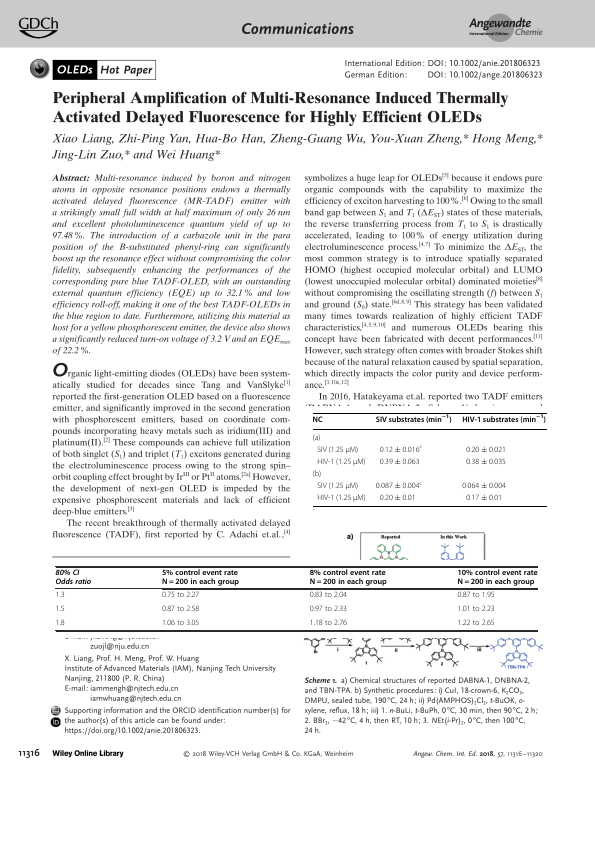 GDCh
Communications
Angewandte
International Edition
Chemie
OLEDs Hot Paper
International Edition: DOI: 10.1002/anie.201806323
German Edition: DOI: 10.1002/ange.201806323
Peripheral Amplification of Multi-Resonance Induced Thermally
Activated Delayed Fluorescence for Highly Efficient OLEDs
Xiao Liang, Zhi-Ping Yan, Hua-Bo Han, Zheng-Guang Wu, You-Xuan Zheng,* Hong Meng,*
Jing-Lin Zuo,* and Wei Huang*
Abstract: Multi-resonance induced by boron and nitrogen
atoms in opposite resonance positions endows a thermally
activated delayed fluorescence (MR-TADF) emitter with
a strikingly small full width at half maximum of only 26 nm
and excellent photoluminescence quantum yield of up to
97.48 %. The introduction of a carbazole unit in the para
position of the B-substituted phenyl-ring can significantly
boost up the resonance effect without compromising the color
fidelity, subsequently enhancing the performances of the
corresponding pure blue TADF-OLED, with an outstanding
external quantum efficiency (EQE) up to 32.1 % and low
efficiency roll-off, making it one of the best TADF-OLEDs in
the blue region to date. Furthermore, utilizing this material as
host for a yellow phosphorescent emitter, the device also shows
a significantly reduced turn-on voltage of 3.2 V and an EQEmax
of 22.2 %.
Organic light-emitting diodes (OLEDs) have been system-
atically studied for decades since Tang and VanSlyke[1]
reported the first-generation OLED based on a fluorescence
emitter, and significantly improved in the second generation
with phosphorescent emitters, based on coordinate com-
pounds incorporating heavy metals such as iridium(III) and
platinum(II).[2] These compounds can achieve full utilization
of both singlet (S1) and triplet (T1) excitons generated during
the electroluminescence process owing to the strong spin–
orbit coupling effect brought by IrIII or PtII atoms.[2a] However,
the development of next-gen OLED is impeded by the
expensive phosphorescent materials and lack of efficient
deep-blue emitters.[3]
The recent breakthrough of thermally activated delayed
fluorescence (TADF), first reported by C. Adachi et.al.,[4]
symbolizes a huge leap for OLEDs[5] because it endows pure
organic compounds with the capability to maximize the
efficiency of exciton harvesting to 100 %.[6] Owing to the small
band gap between S1 and T1 (ΔEST) states of these materials,
the reverse transferring process from T1 to S1 is drastically
accelerated, leading to 100 % of energy utilization during
electroluminescence process.[4,7] To minimize the ΔEST, the
most common strategy is to introduce spatially separated
HOMO (highest occupied molecular orbital) and LUMO
(lowest unoccupied molecular orbital) dominated moieties[8]
without compromising the oscillating strength (f) between S1
and ground (S0) state.[6d,8,9] This strategy has been validated
many times towards realization of highly efficient TADF
characteristics,[4,5,9,10] and numerous OLEDs bearing this
concept have been fabricated with decent performances.[11]
However, such strategy often comes with broader Stokes shift
because of the natural relaxation caused by spatial separation,
which directly impacts the color purity and device perform-
ance.[3,10c,12]
In 2016, Hatakeyama et.al. reported two TADF emitters
NC SIV substrates (min−1) HIV-1 substrates (min−1)
(a)
SIV (1.25 μM) 0.12 ± 0.016c 0.20 ± 0.021
HIV-1 (1.25 μM) 0.39 ± 0.063 0.38 ± 0.035
(b)
SIV (1.25 μM) 0.087 ± 0.004c 0.064 ± 0.004
HIV-1 (1.25 μM) 0.20 ± 0.01 0.17 ± 0.01
a) Reported In this Work
80% CI 5% control event rate 8% control event rate 10% control event rate
Odds ratio N = 200 in each group N = 200 in each group N = 200 in each group
1.3 0.75 to 2.27 0.83 to 2.04 0.87 to 1.95
1.5 0.87 to 2.58 0.97 to 2.33 1.01 to 2.23
1.8 1.06 to 3.05 1.18 to 2.76 1.22 to 2.65
zuojl@nju.edu.cn
X. Liang, Prof. H. Meng, Prof. W. Huang
Institute of Advanced Materials (IAM), Nanjing Tech University
Nanjing, 211800 (P. R. China)
E-mail: iammengh@njtech.edu.cn
iamwhuang@njtech.edu.cn
Supporting information and the ORCID identification number(s) for
the author(s) of this article can be found under:
https://doi.org/10.1002/anie.201806323.
i ii iii
1 2 TBN-TPA
Scheme 1. a) Chemical structures of reported DABNA-1, DNBNA-2,
and TBN-TPA. b) Synthetic procedures: i) CuI, 18-crown-6, K2CO3,
DMPU, sealed tube, 190°C, 24 h; ii) Pd(AMPHOS)2Cl2, t-BuOK, o-
xylene, reflux, 18 h; iii) 1. n-BuLi, t-BuPh, 0°C, 30 min, then 90°C, 2 h;
2. BBr3, −42°C, 4 h, then RT, 10 h; 3. NEt(i-Pr)2, 0°C, then 100°C,
24 h.
11316 Wiley Online Library © 2018 Wiley-VCH Verlag GmbH & Co. KGaA, Weinheim Angew. Chem. Int. Ed. 2018, 57, 11316–11320